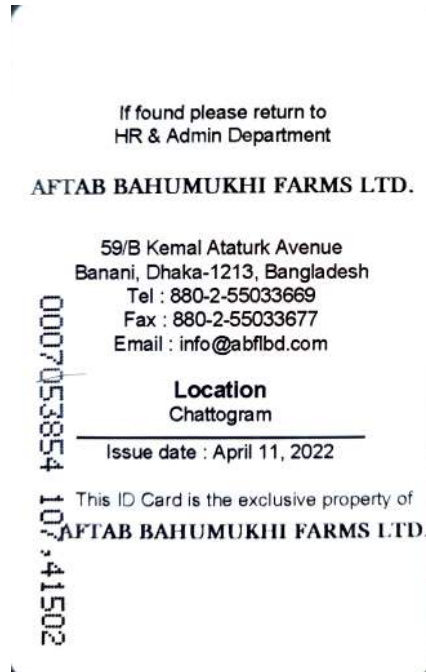 If found please return to
HR & Admin Department
AFTAB BAHUMUKHI FARMS LTD.
59/B Kemal Ataturk Avenue
Banani, Dhaka-1213, Bangladesh
Tel : 880-2-55033669
Fax : 880-2-55033677
Email : info@abflbd.com
Location
Chattogram
Issue date : April 11, 2022
This ID Card is the exclusive property of
AFTAB BAHUMUKHI FARMS LTD.
0007053854 107,41502